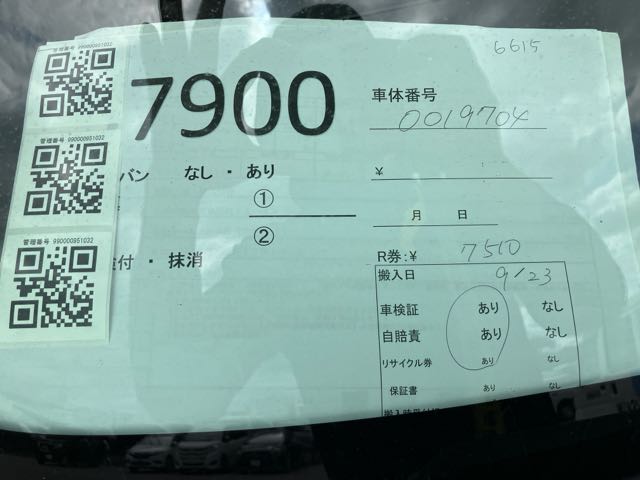 6615
管理番号 990000951032
7900
車体番号
0019704
管理番号 990000951032
バン なし・あり
¥
①
月 日
②
管理番号 990000951032
付・抹消
R券:¥ 7510
搬入日 9/23
車検証 あり なし
自賠責 あり なし
リサイクル券 あり なし
保証書 あり なし